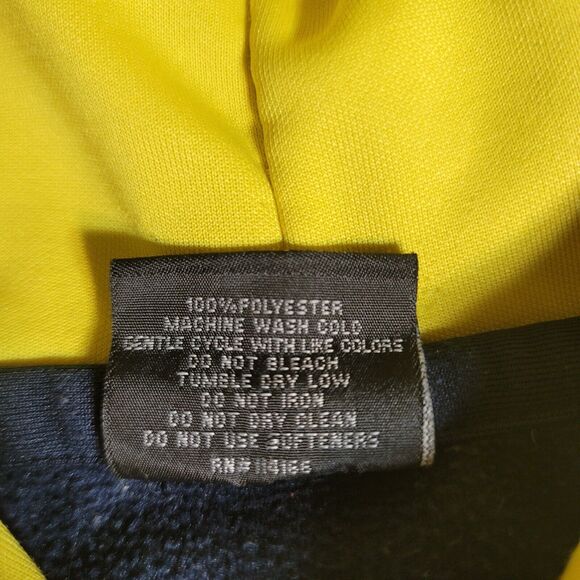 100%POLYESTER
MACHINE WASH COLD
GENTLE CYCLE WITH LIKE COLORS
DO NOT BLEACH
TUMBLE DRY LOW
DO NOT IRON
DO NOT DRY CLEAN
DO NOT USE SOFTENERS
RN#